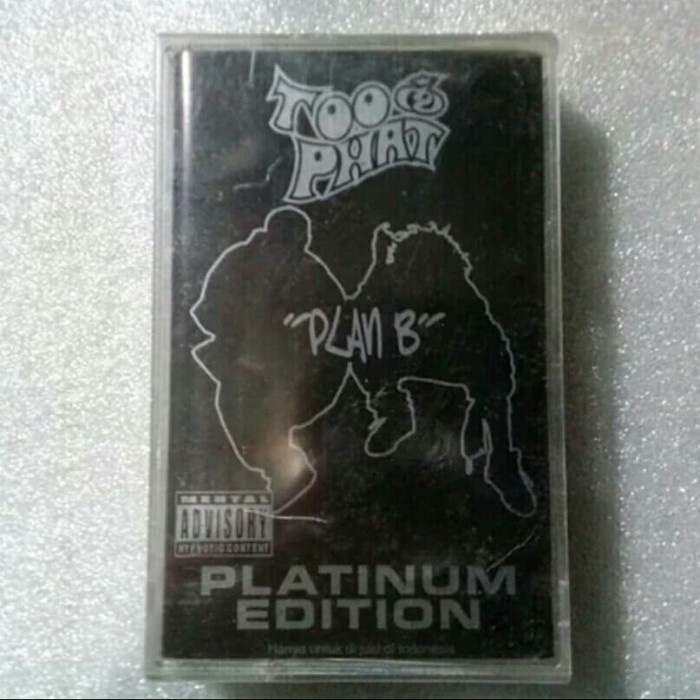 TOO
PHAT
"PLAN B"
MENTAL
ADVISORY
HYPNOTIC CONTENT
PLATINUM
EDITION
Hanya untuk di jual di Indonesia